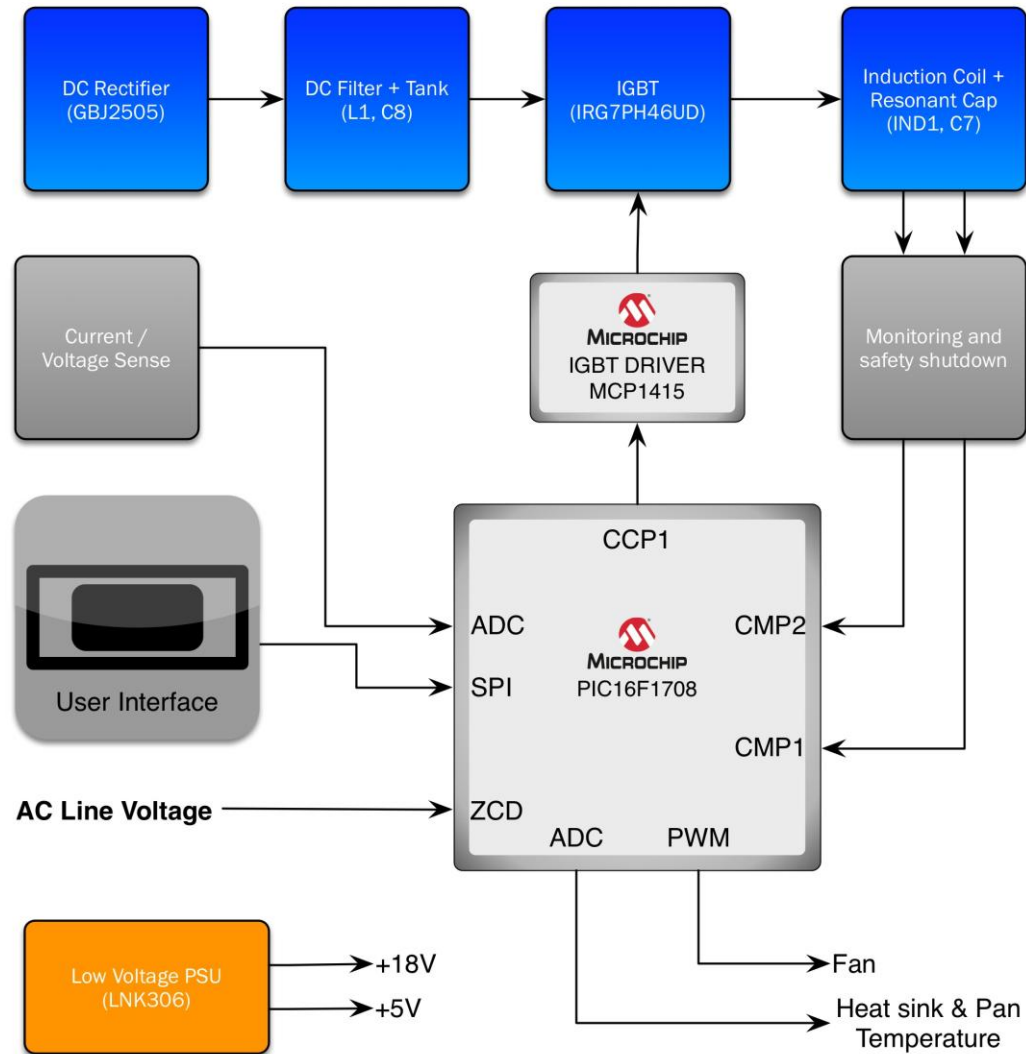 DC Rectifier
(GBJ2505)
DC Filter + Tank
(L1, C8)
IGBT
(IRG7PH46UD)
Induction Coil +
Resonant Cap
(IND1, C7)
Current /
Voltage Sense
MICROCHIP
IGBT DRIVER
MCP1415
Monitoring and
safety shutdown
User Interface
CCP1
ADC
CMP2
MICROCHIP
PIC16F1708
SPI
CMP1
AC Line Voltage
ZCD
ADC
PWM
Low Voltage PSU
(LNK306)
+18V
+5V
Fan
Heat sink & Pan
Temperature